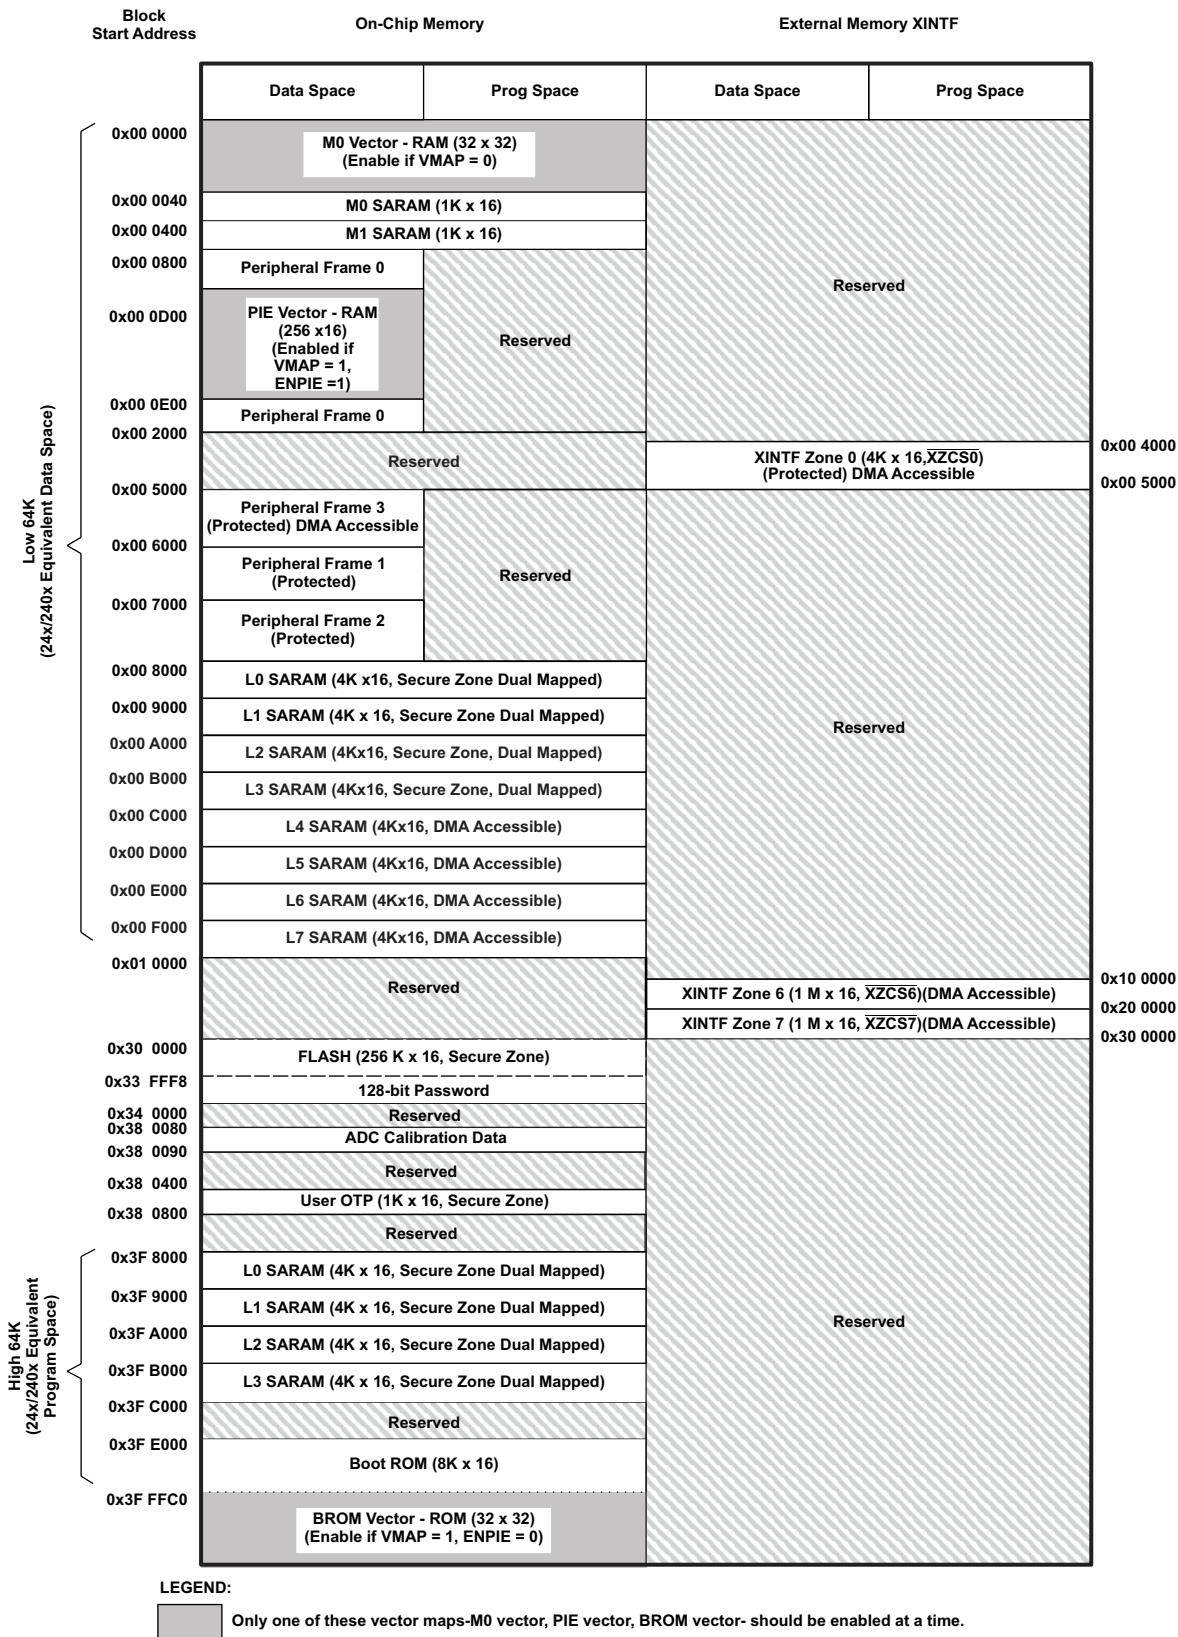 Block
Start Address
On-Chip Memory
External Memory XINTF
Data Space
Prog Space
Data Space
Prog Space
0x00 0000
M0 Vector - RAM (32 x 32)
(Enable if VMAP = 0)
0x00 0040
M0 SARAM (1K x 16)
0x00 0400
M1 SARAM (1K x 16)
0x00 0800
Peripheral Frame 0
Reserved
0x00 0D00
PIE Vector - RAM
(256 x16)
(Enabled if
VMAP = 1,
ENPIE =1)
Reserved
0x00 0E00
Peripheral Frame 0
0x00 2000
Reserved
XINTF Zone 0 (4K x 16,XZCS0)
(Protected) DMA Accessible
0x00 4000
0x00 5000
0x00 5000
Peripheral Frame 3
(Protected) DMA Accessible
0x00 6000
Peripheral Frame 1
(Protected)
Reserved
0x00 7000
Peripheral Frame 2
(Protected)
Low 64K
(24x/240x Equivalent Data Space)
0x00 8000
L0 SARAM (4K x16, Secure Zone Dual Mapped)
0x00 9000
L1 SARAM (4K x 16, Secure Zone Dual Mapped)
Reserved
0x00 A000
L2 SARAM (4Kx16, Secure Zone, Dual Mapped)
0x00 B000
L3 SARAM (4Kx16, Secure Zone, Dual Mapped)
0x00 C000
L4 SARAM (4Kx16, DMA Accessible)
0x00 D000
L5 SARAM (4Kx16, DMA Accessible)
0x00 E000
L6 SARAM (4Kx16, DMA Accessible)
0x00 F000
L7 SARAM (4Kx16, DMA Accessible)
0x01 0000
Reserved
0x10 0000
XINTF Zone 6 (1 M x 16, XZCS6)(DMA Accessible)
0x20 0000
XINTF Zone 7 (1 M x 16, XZCS7)(DMA Accessible)
0x30 0000
0x30 0000
FLASH (256 K x 16, Secure Zone)
0x33 FFF8
128-bit Password
0x34 0000
Reserved
0x38 0080
ADC Calibration Data
0x38 0090
Reserved
0x38 0400
User OTP (1K x 16, Secure Zone)
0x38 0800
Reserved
High 64K
(24x/240x Equivalent
Program Space)
0x3F 8000
L0 SARAM (4K x 16, Secure Zone Dual Mapped)
0x3F 9000
L1 SARAM (4K x 16, Secure Zone Dual Mapped)
Reserved
0x3F A000
L2 SARAM (4K x 16, Secure Zone Dual Mapped)
0x3F B000
L3 SARAM (4K x 16, Secure Zone Dual Mapped)
0x3F C000
Reserved
0x3F E000
Boot ROM (8K x 16)
0x3F FFC0
BROM Vector - ROM (32 x 32)
(Enable if VMAP = 1, ENPIE = 0)
LEGEND:
Only one of these vector maps-M0 vector, PIE vector, BROM vector- should be enabled at a time.